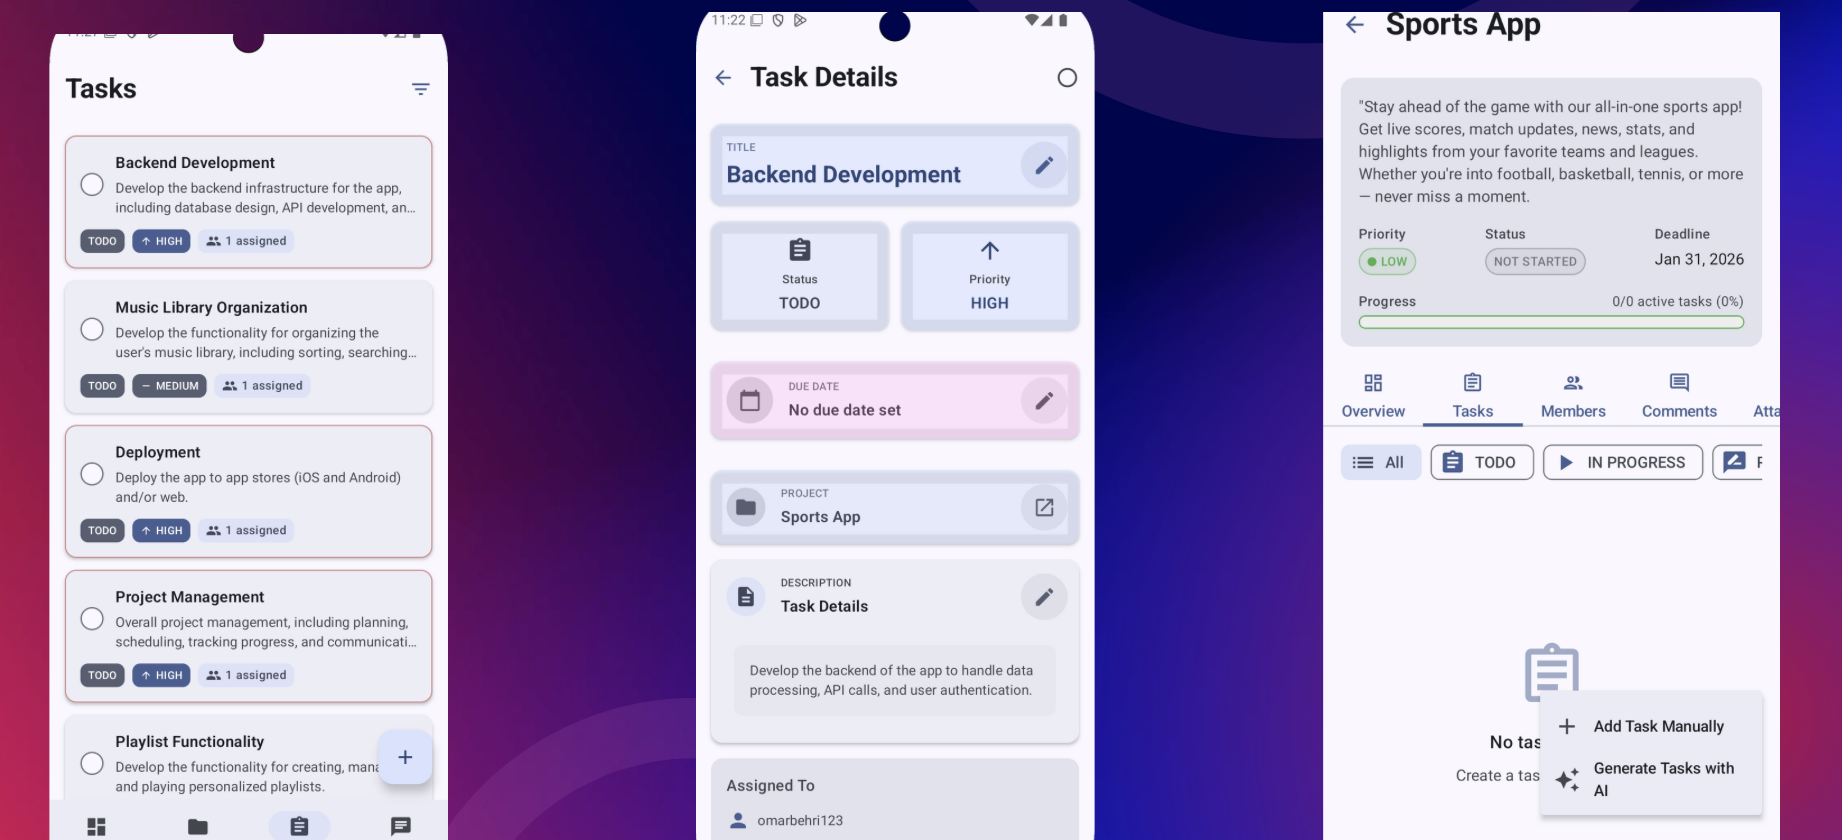 Tasks
Backend Development
Develop the backend infrastructure for the app,
including database design, API development, an...
TODO
HIGH
1 assigned
Music Library Organization
Develop the functionality for organizing the
user's music library, including sorting, searching...
TODO
MEDIUM
1 assigned
Deployment
Deploy the app to app stores (iOS and Android)
and/or web.
TODO
HIGH
1 assigned
Project Management
Overall project management, including planning,
scheduling, tracking progress, and communicati...
TODO
HIGH
1 assigned
Playlist Functionality
Develop the functionality for creating, mana
and playing personalized playlists.
11:22
Task Details
TITLE
Backend Development
Status
TODO
Priority
HIGH
DUE DATE
No due date set
PROJECT
Sports App
DESCRIPTION
Task Details
Develop the backend of the app to handle data
processing, API calls, and user authentication.
Assigned To
omarbehri123
Sports App
"Stay ahead of the game with our all-in-one sports app!
Get live scores, match updates, news, stats, and
highlights from your favorite teams and leagues.
Whether you're into football, basketball, tennis, or more
— never miss a moment.
Priority
LOW
Status
NOT STARTED
Deadline
Jan 31, 2026
Progress
0/0 active tasks (0%)
Overview
Tasks
Members
Comments
Atta
All
TODO
IN PROGRESS
No tas
Create a tas
Add Task Manually
Generate Tasks with
AI